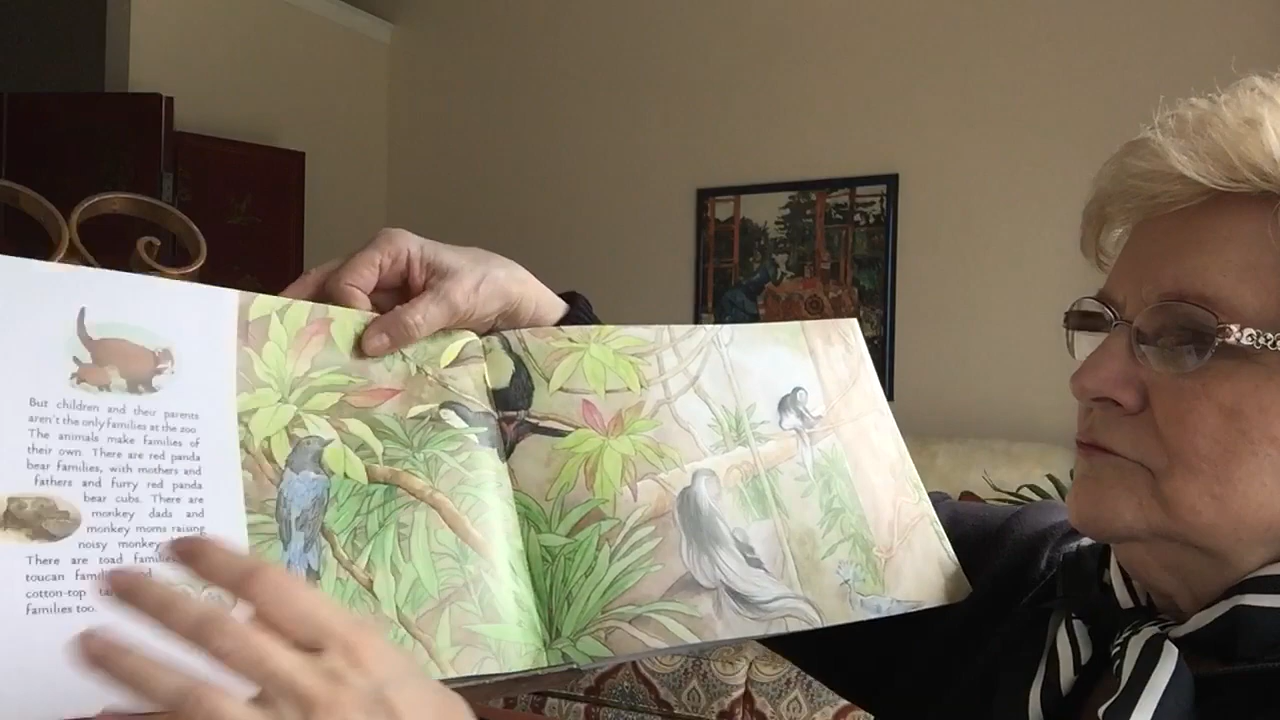 But children and their parents
aren't the only families at the zoo
The animals make families of
their own. There are red panda
bear families, with mothers and
fathers and furry red panda
bear cubs. There are
monkey dads and
monkey moms raising
noisy monkey
There are toad families
toucan famil
cotton-top
families too.